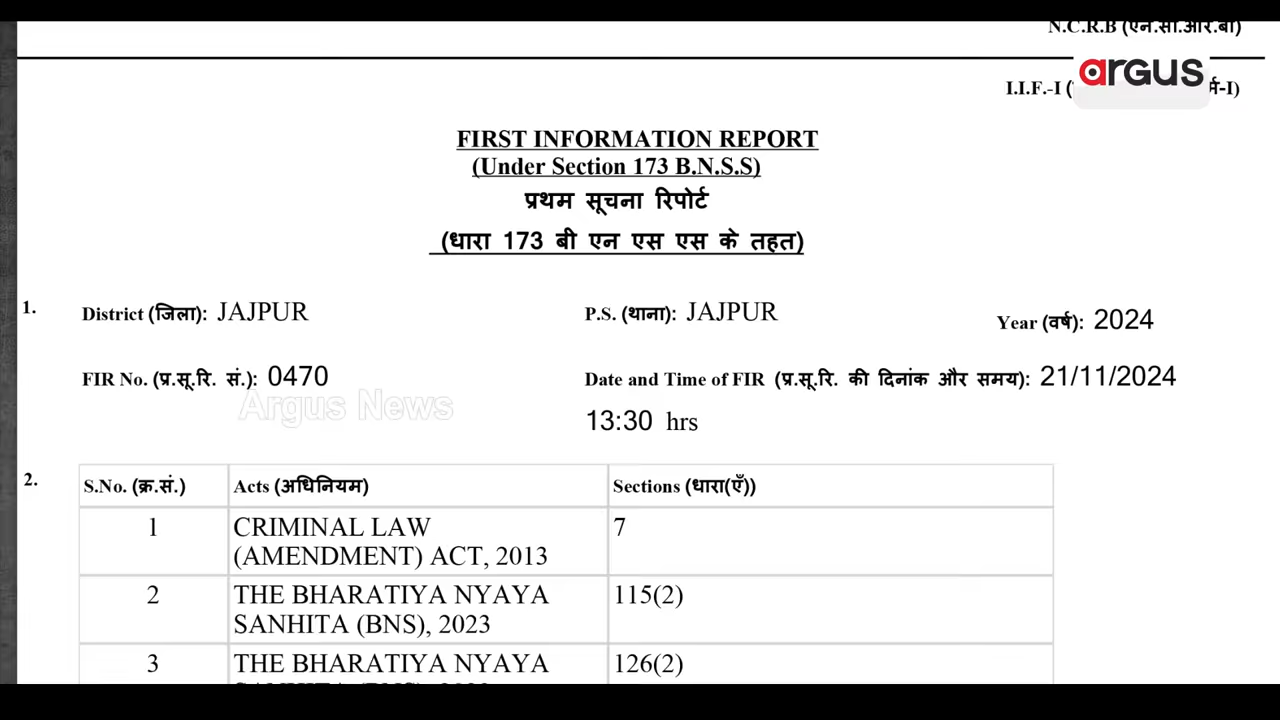 N.C.R.B (एन.सी.आर.बी)
argus
I.I.F.-I ( र्म-I)
FIRST INFORMATION REPORT
(Under Section 173 B.N.S.S)
प्रथम सूचना रिपोर्ट
(धारा 173 बी एन एस एस के तहत)
1. District (जिला): JAJPUR P.S. (थाना): JAJPUR Year (वर्ष): 2024
FIR No. (प्र.सू.रि. सं.): 0470 Date and Time of FIR (प्र.सू.रि. की दिनांक और समय): 21/11/2024
Argus News
13:30 hrs
2. S.No. (क्र.सं.) Acts (अधिनियम) Sections (धारा(एँ))
1 CRIMINAL LAW 7
(AMENDMENT) ACT, 2013
2 THE BHARATIYA NYAYA 115(2)
SANHITA (BNS), 2023
3 THE BHARATIYA NYAYA 126(2)